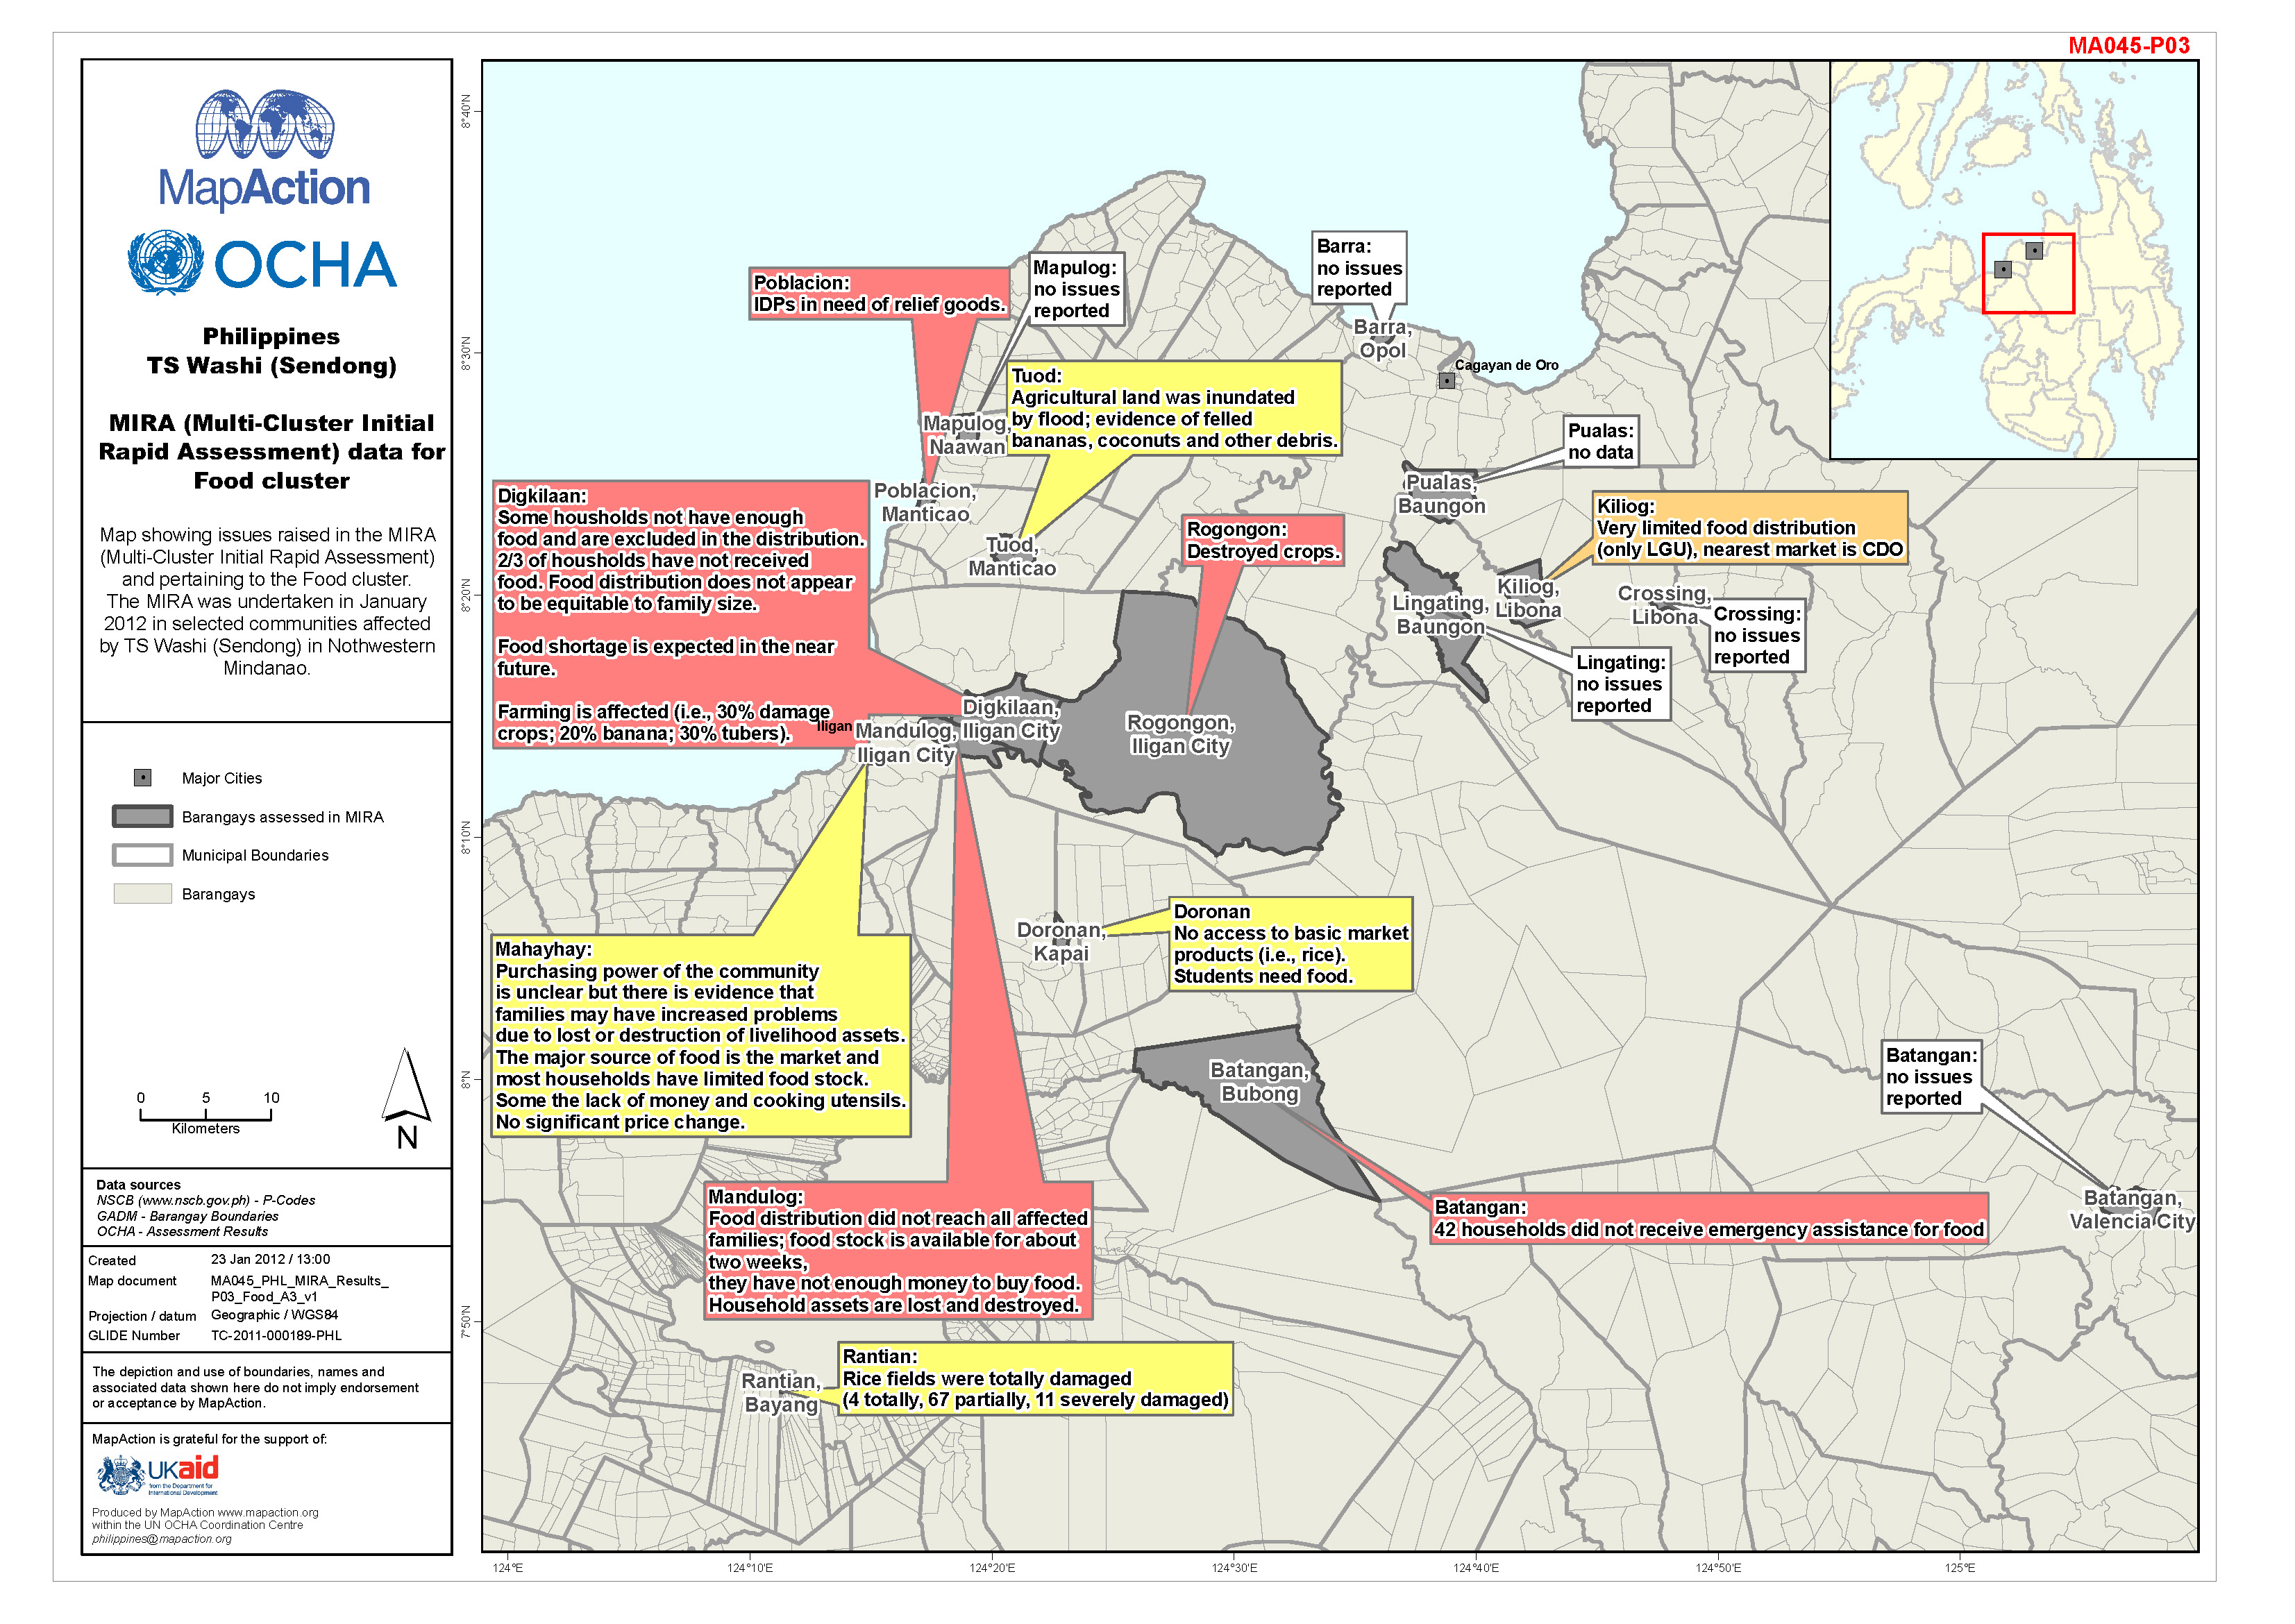 MA045-P03
MapAction
OCHA
Philippines
TS Washi (Sendong)
MIRA (Multi-Cluster Initial
Rapid Assessment) data for
Food cluster
Map showing issues raised in the MIRA
(Multi-Cluster Initial Rapid Assessment)
and pertaining to the Food cluster.
The MIRA was undertaken in January
2012 in selected communities affected
by TS Washi (Sendong) in Nothwestern
Mindanao.
Major Cities
Barangays assessed in MIRA
Municipal Boundaries
Barangays
0 5 10
Kilometers
N
Data sources
NSCB (www.nscb.gov.ph) - P-Codes
GADM - Barangay Boundaries
OCHA - Assessment Results
Created 23 Jan 2012 / 13:00
Map document MA045_PHL_MIRA_Results_
P03_Food_A3_v1
Projection / datum Geographic / WGS84
GLIDE Number TC-2011-000189-PHL
The depiction and use of boundaries, names and
associated data shown here do not imply endorsement
or acceptance by MapAction.
MapAction is grateful for the support of:
UKaid
from the Department for
International Development
Produced by MapAction www.mapaction.org
within the UN OCHA Coordination Centre
philippines@mapaction.org
8°40'N
8°30'N
8°20'N
8°10'N
8°N
7°50'N
124°E
124°10'E
124°20'E
124°30'E
124°40'E
124°50'E
125°E
Poblacion:
IDPs in need of relief goods.
Mapulog:
no issues
reported
Barra:
no issues
reported
Barra,
Opol
Cagayan de Oro
Tuod:
Agricultural land was inundated
by flood; evidence of felled
bananas, coconuts and other debris.
Mapulog,
Naawan
Pualas:
no data
Pualas,
Baungon
Poblacion,
Manticao
Digkilaan:
Some housholds not have enough
food and are excluded in the distribution.
2/3 of housholds have not received
food. Food distribution does not appear
to be equitable to family size.
Food shortage is expected in the near
future.
Farming is affected (i.e., 30% damage
crops; 20% banana; 30% tubers).
Tuod,
Manticao
Rogongon:
Destroyed crops.
Kiliog:
Very limited food distribution
(only LGU), nearest market is CDO
Kiliog,
Libona
Crossing,
Libona
Crossing:
no issues
reported
Lingating,
Baungon
Lingating:
no issues
reported
Iligan
Mandulog,
Iligan City
Digkilaan,
Iligan City
Rogongon,
Iligan City
Doronan,
Kapai
Doronan
No access to basic market
products (i.e., rice).
Students need food.
Mahayhay:
Purchasing power of the community
is unclear but there is evidence that
families may have increased problems
due to lost or destruction of livelihood assets.
The major source of food is the market and
most households have limited food stock.
Some the lack of money and cooking utensils.
No significant price change.
Batangan,
Bubong
Batangan:
no issues
reported
Batangan,
Valencia City
Mandulog:
Food distribution did not reach all affected
families; food stock is available for about
two weeks,
they have not enough money to buy food.
Household assets are lost and destroyed.
Batangan:
42 households did not receive emergency assistance for food
Rantian:
Rice fields were totally damaged
(4 totally, 67 partially, 11 severely damaged)
Rantian,
Bayang